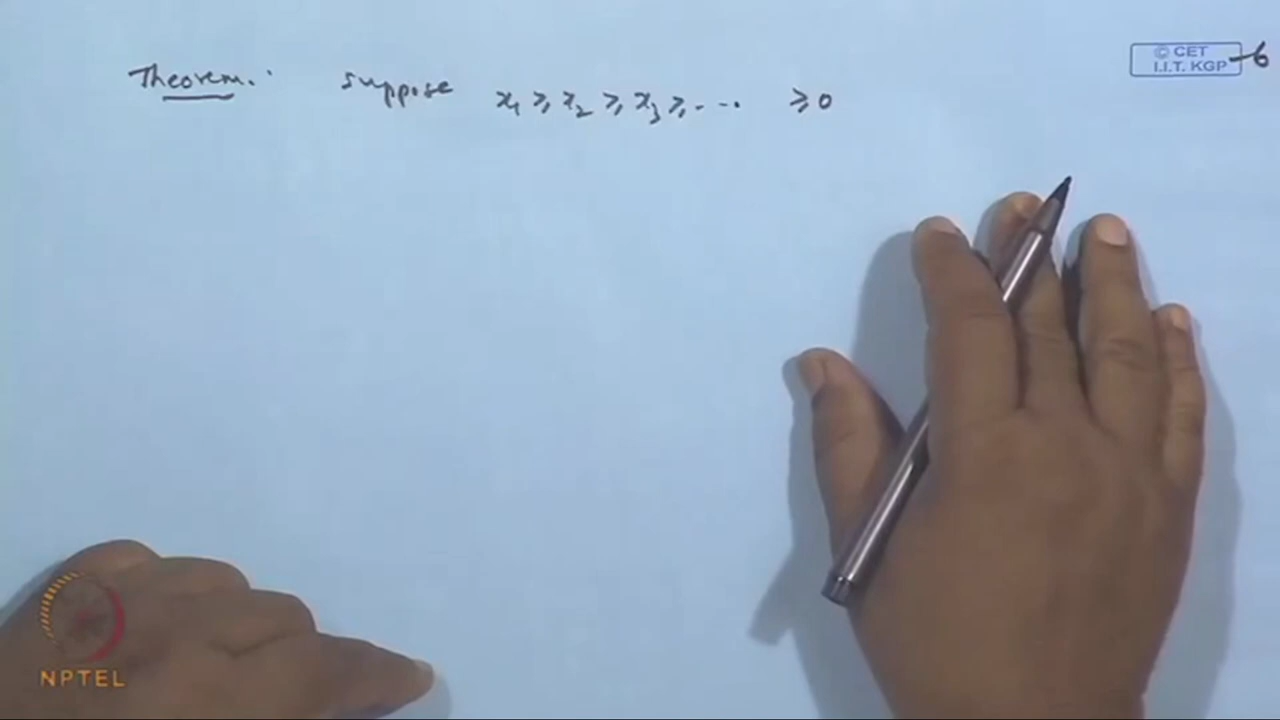 Theorem: Suppose x₁ ⩾ x₂ ⩾ x₃ ⩾ ... ⩾ 0
© CET
I.I.T. KGP
6
NPTEL